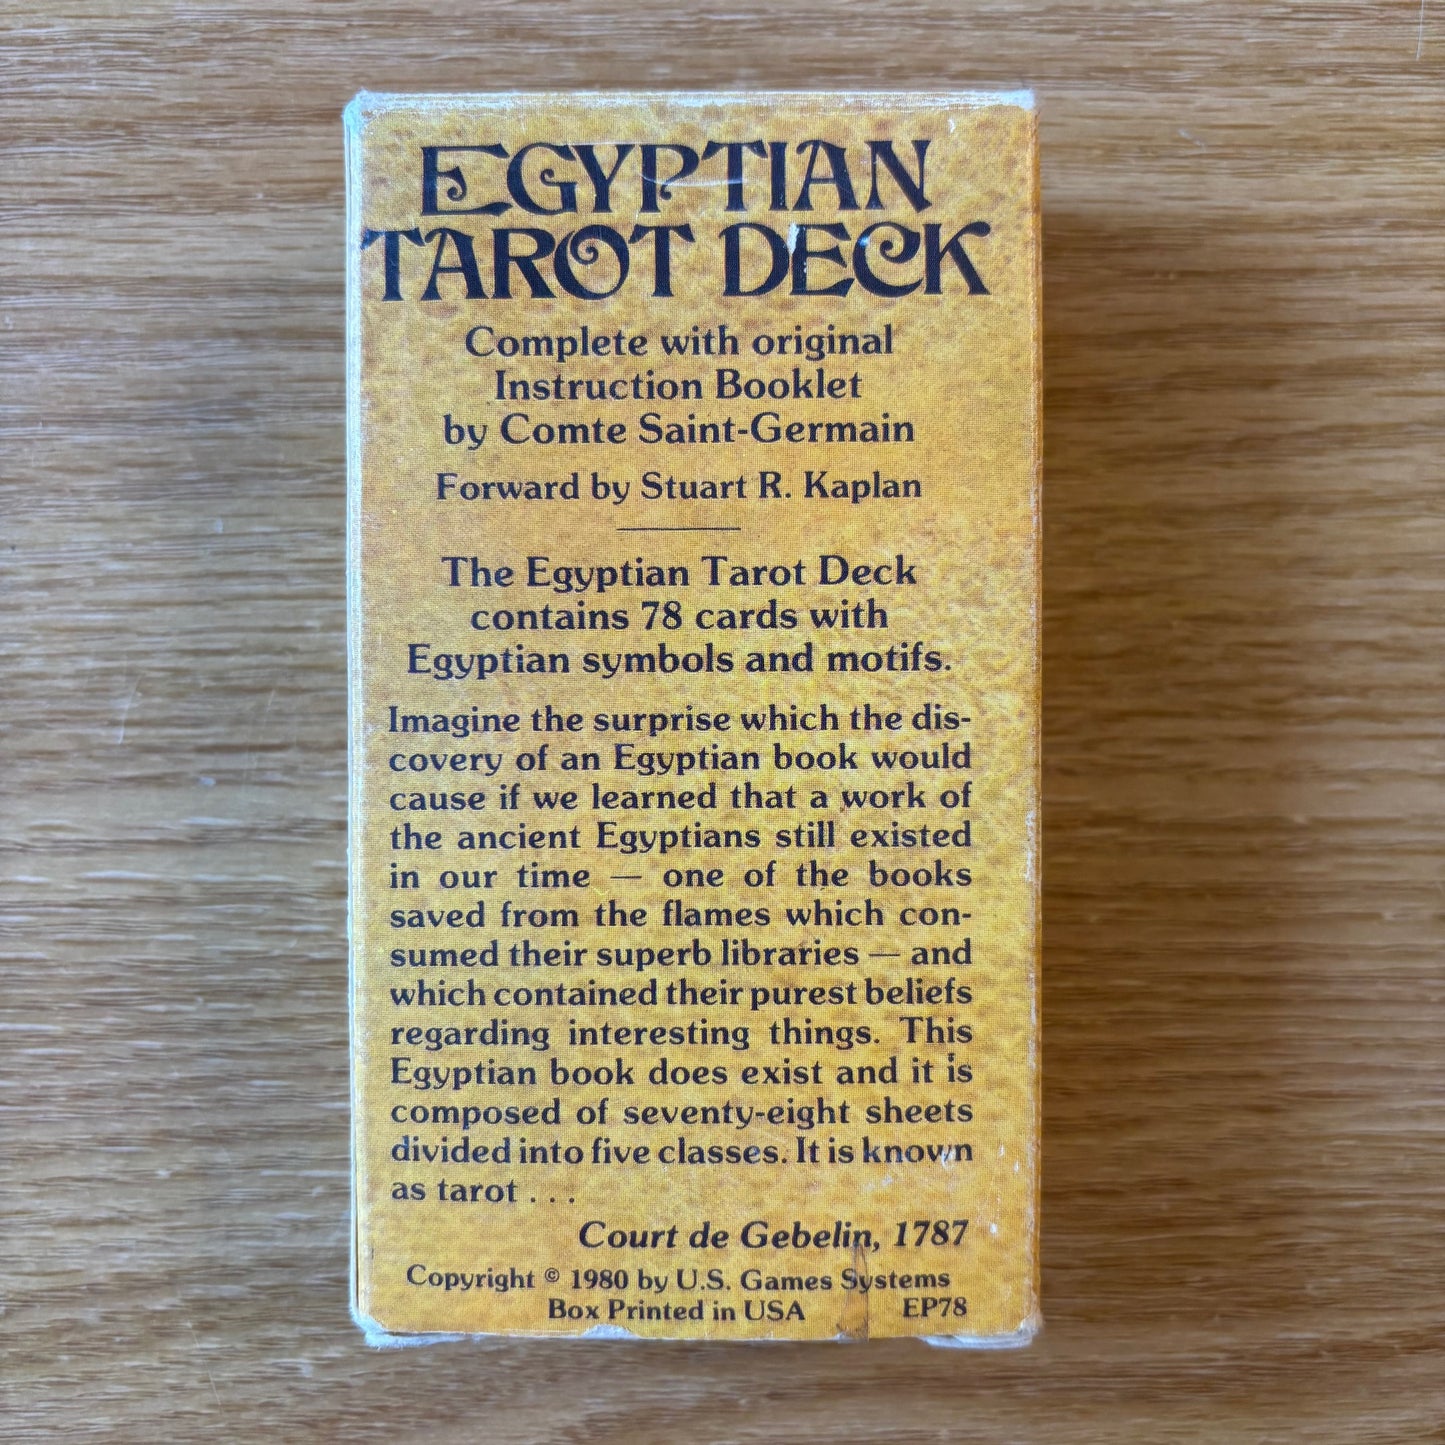 EGYPTIAN
TAROT DECK
Complete with original
Instruction Booklet
by Comte Saint-Germain
Forward by Stuart R. Kaplan
The Egyptian Tarot Deck
contains 78 cards with
Egyptian symbols and motifs.
Imagine the surprise which the dis-
covery of an Egyptian book would
cause if we learned that a work of
the ancient Egyptians still existed
in our time — one of the books
saved from the flames which con-
sumed their superb libraries — and
which contained their purest beliefs
regarding interesting things. This
Egyptian book does exist and it is
composed of seventy-eight sheets
divided into five classes. It is known
as tarot . . .
Court de Gebelin, 1787
Copyright © 1980 by U.S. Games Systems
Box Printed in USA EP78